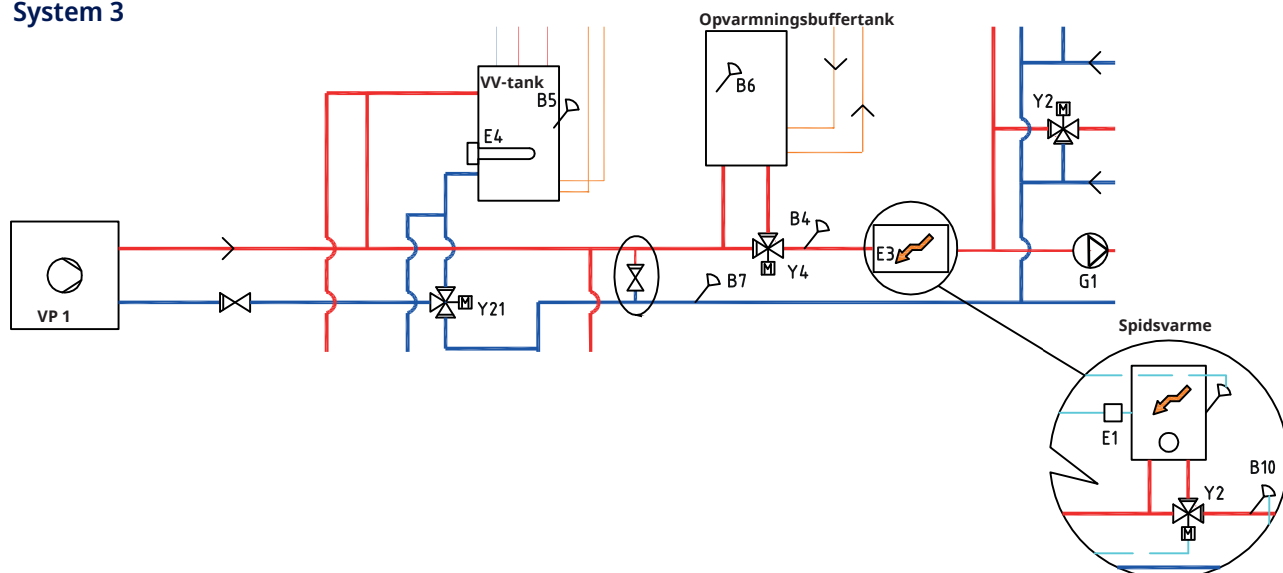 System 3
Opvarmningsbuffertank
VV-tank
B5
B6
E4
Y2
M
B4
E3
M
Y4
G1
B7
M
Y21
VP 1
Spidsvarme
E1
B10
Y2
M